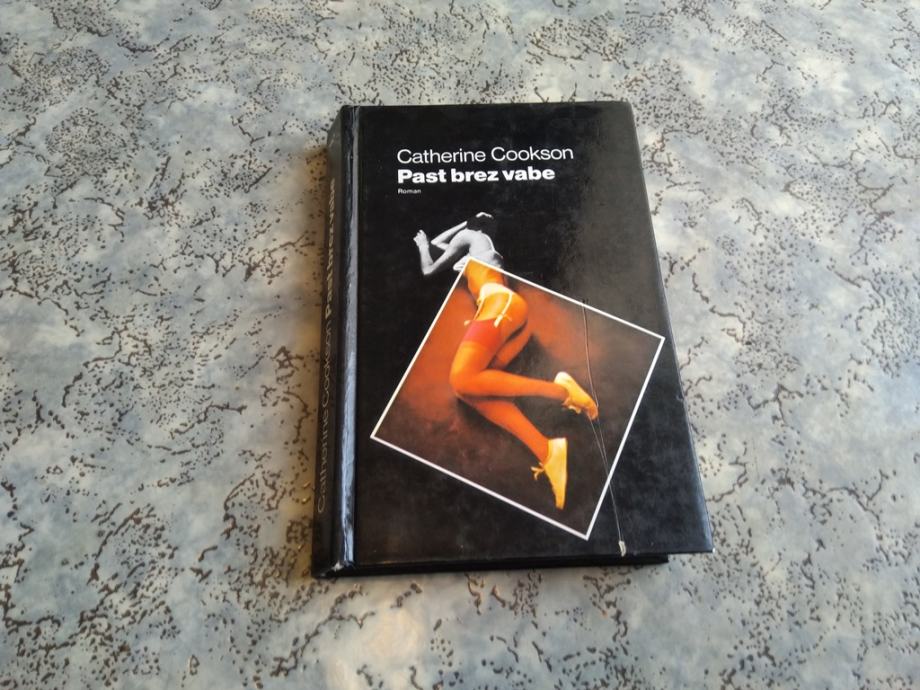 Catherine Cookson
Past brez vabe
Roman
Catherine Cookson Past brez vabe